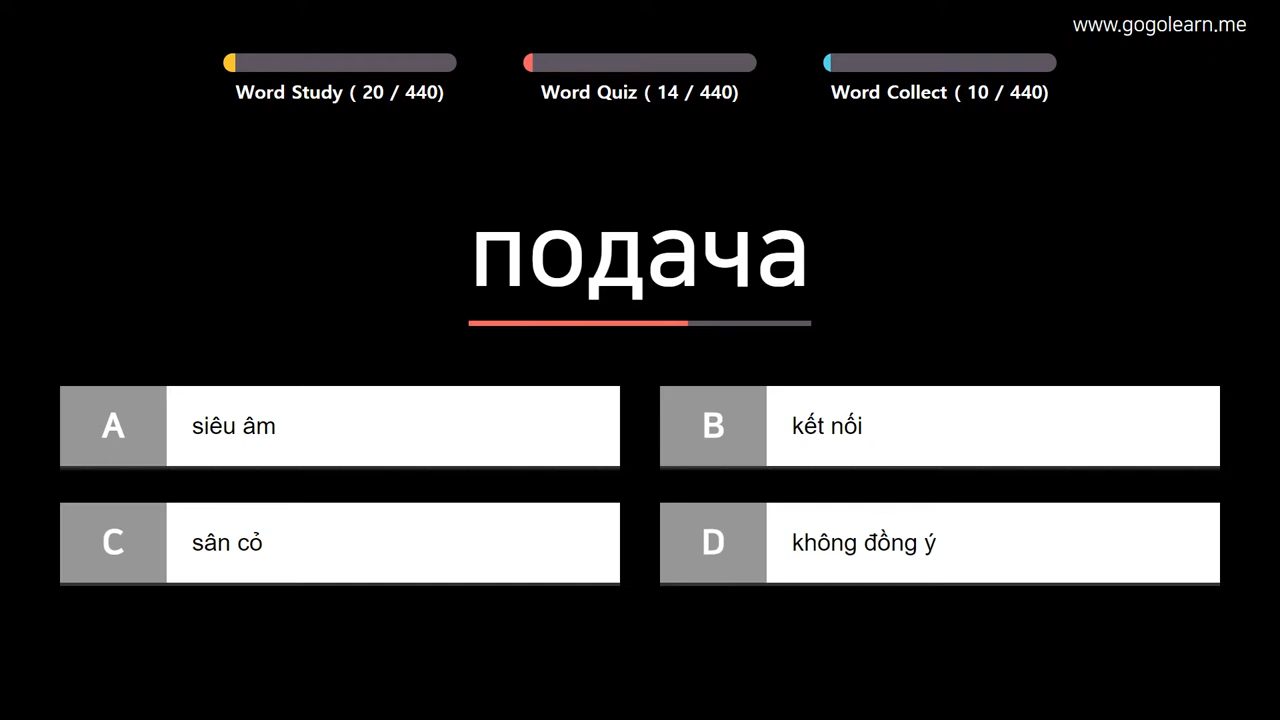 www.gogolearn.me
Word Study ( 20 / 440)
Word Quiz ( 14 / 440)
Word Collect ( 10 / 440)
подача
A siêu âm
B kết nối
C sân cỏ
D không đồng ý